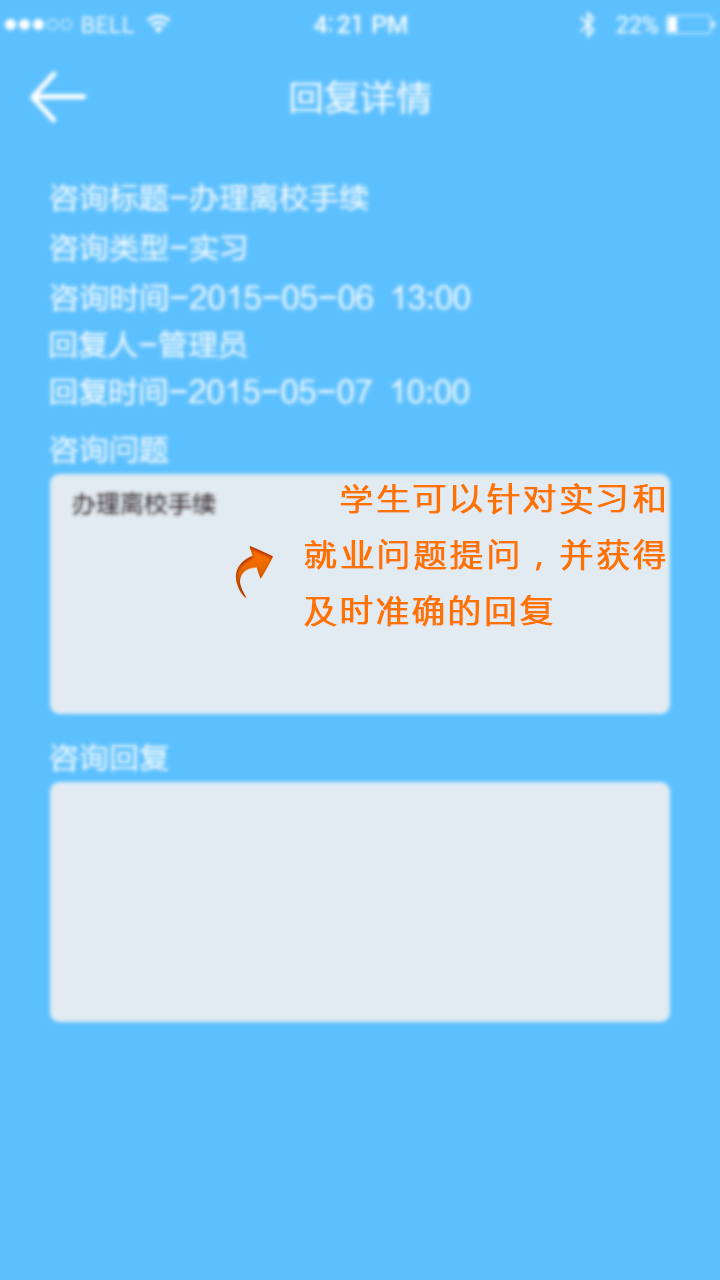 BELL 4:21 PM 22%
回复详情
咨询标题-办理离校手续
咨询类型-实习
咨询时间-2015-05-06 13:00
回复人-管理员
回复时间-2015-05-07 10:00
咨询问题
办理离校手续
学生可以针对实习和
就业问题提问，并获得
及时准确的回复
咨询回复